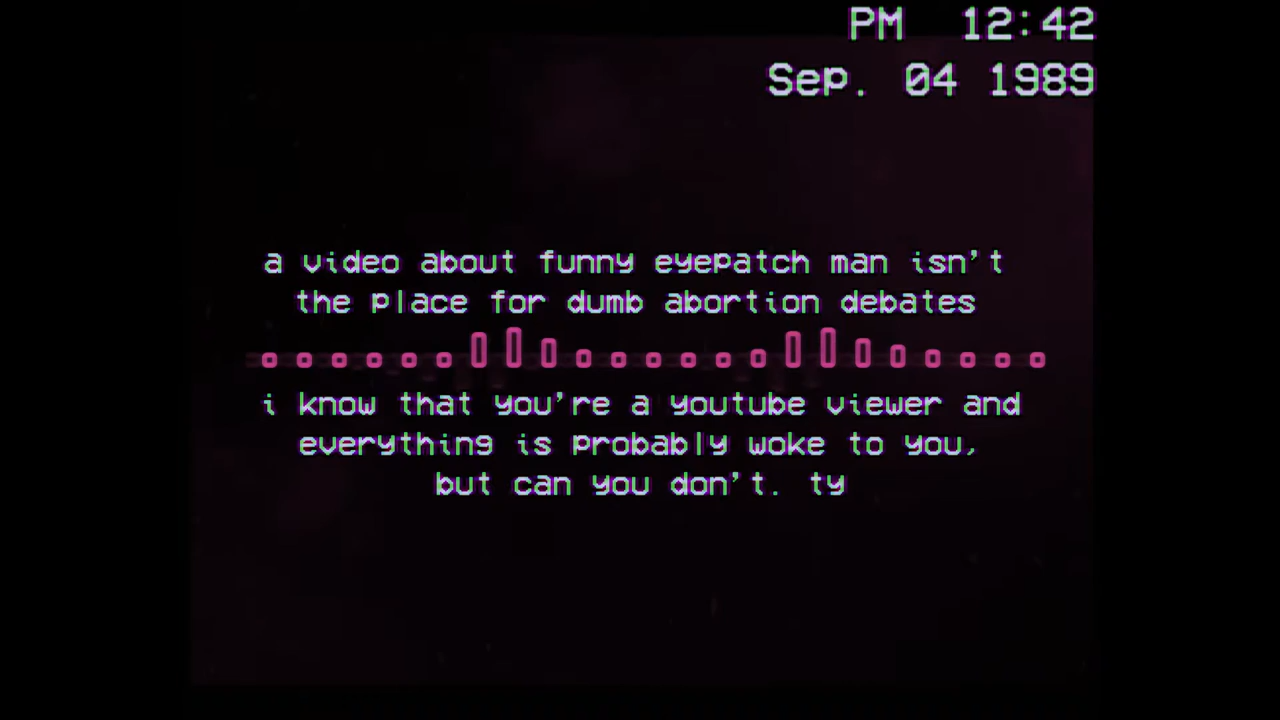 PM 12:42
Sep. 04 1989
a video about funny eyepatch man isn't
the place for dumb abortion debates
i know that you're a youtube viewer and
everything is probably woke to you,
but can you don't. ty